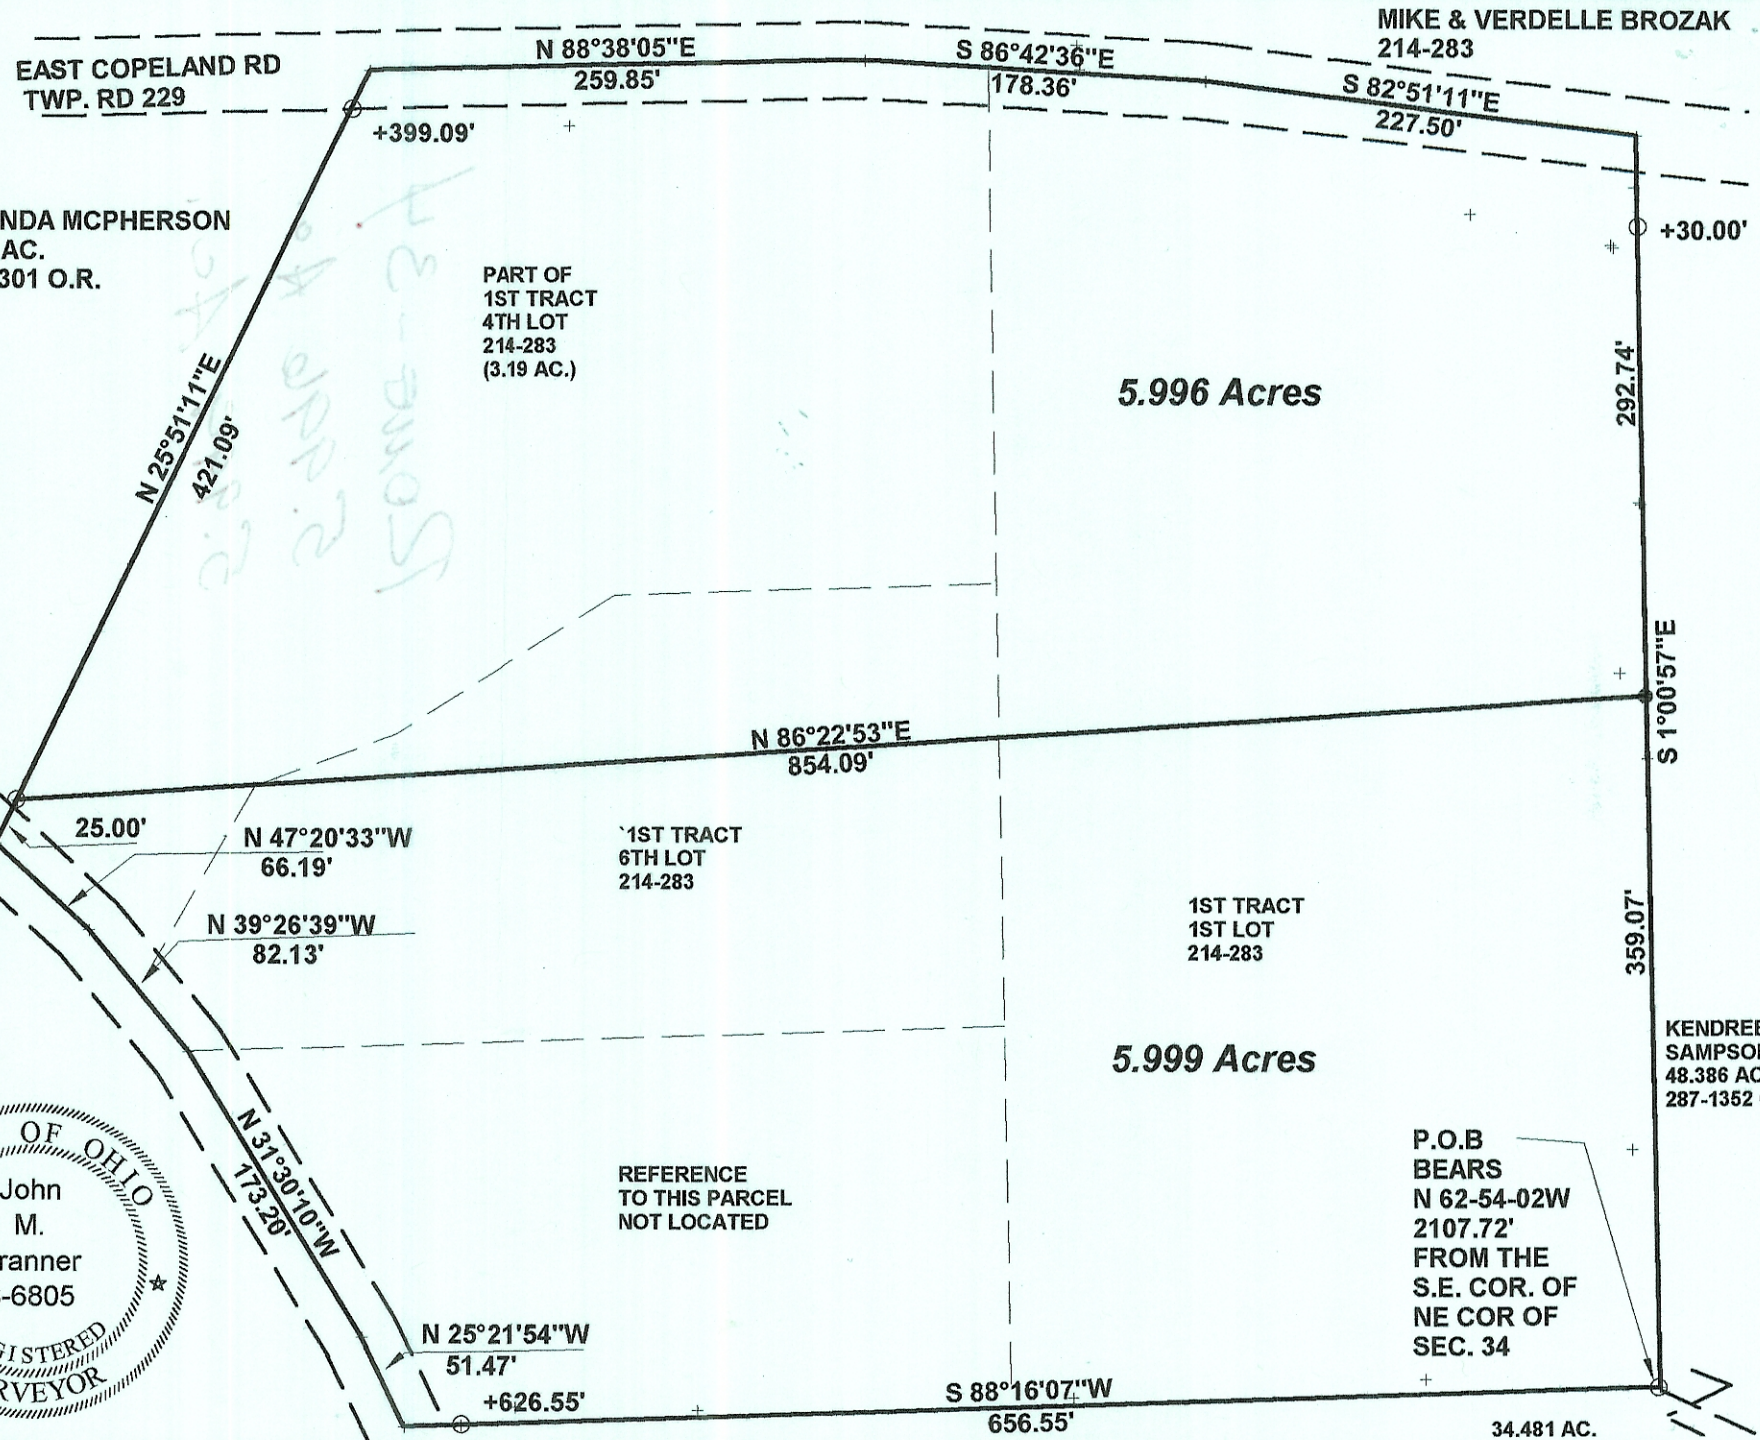 MIKE & VERDELLE BROZAK
214-283
EAST COPELAND RD
TWP. RD 229
N 88°38'05"E
259.85'
S 86°42'36"E
178.36'
S 82°51'11"E
227.50'
+399.09'
+30.00'
NDA MCPHERSON
AC.
301 O.R.
PART OF
1ST TRACT
4TH LOT
214-283
(3.19 AC.)
N 25°51'11"E
421.09'
5.996 Acres
292.74'
S 1°00'57"E
N 86°22'53"E
854.09'
25.00'
N 47°20'33"W
66.19'
N 39°26'39"W
82.13'
`1ST TRACT
6TH LOT
214-283
1ST TRACT
1ST LOT
214-283
359.07'
5.999 Acres
SAMPSO
48.386 AC
287-1352
N 31°30'10"W
173.20'
REFERENCE
TO THIS PARCEL
NOT LOCATED
P.O.B
BEARS
N 62-54-02W
2107.72'
FROM THE
S.E. COR. OF
NE COR OF
SEC. 34
OF OHIO
John
M.
ranner
-6805
GISTERED
RVEYOR
N 25°21'54"W
51.47'
+626.55'
S 88°16'07"W
656.55'
34.481 AC.